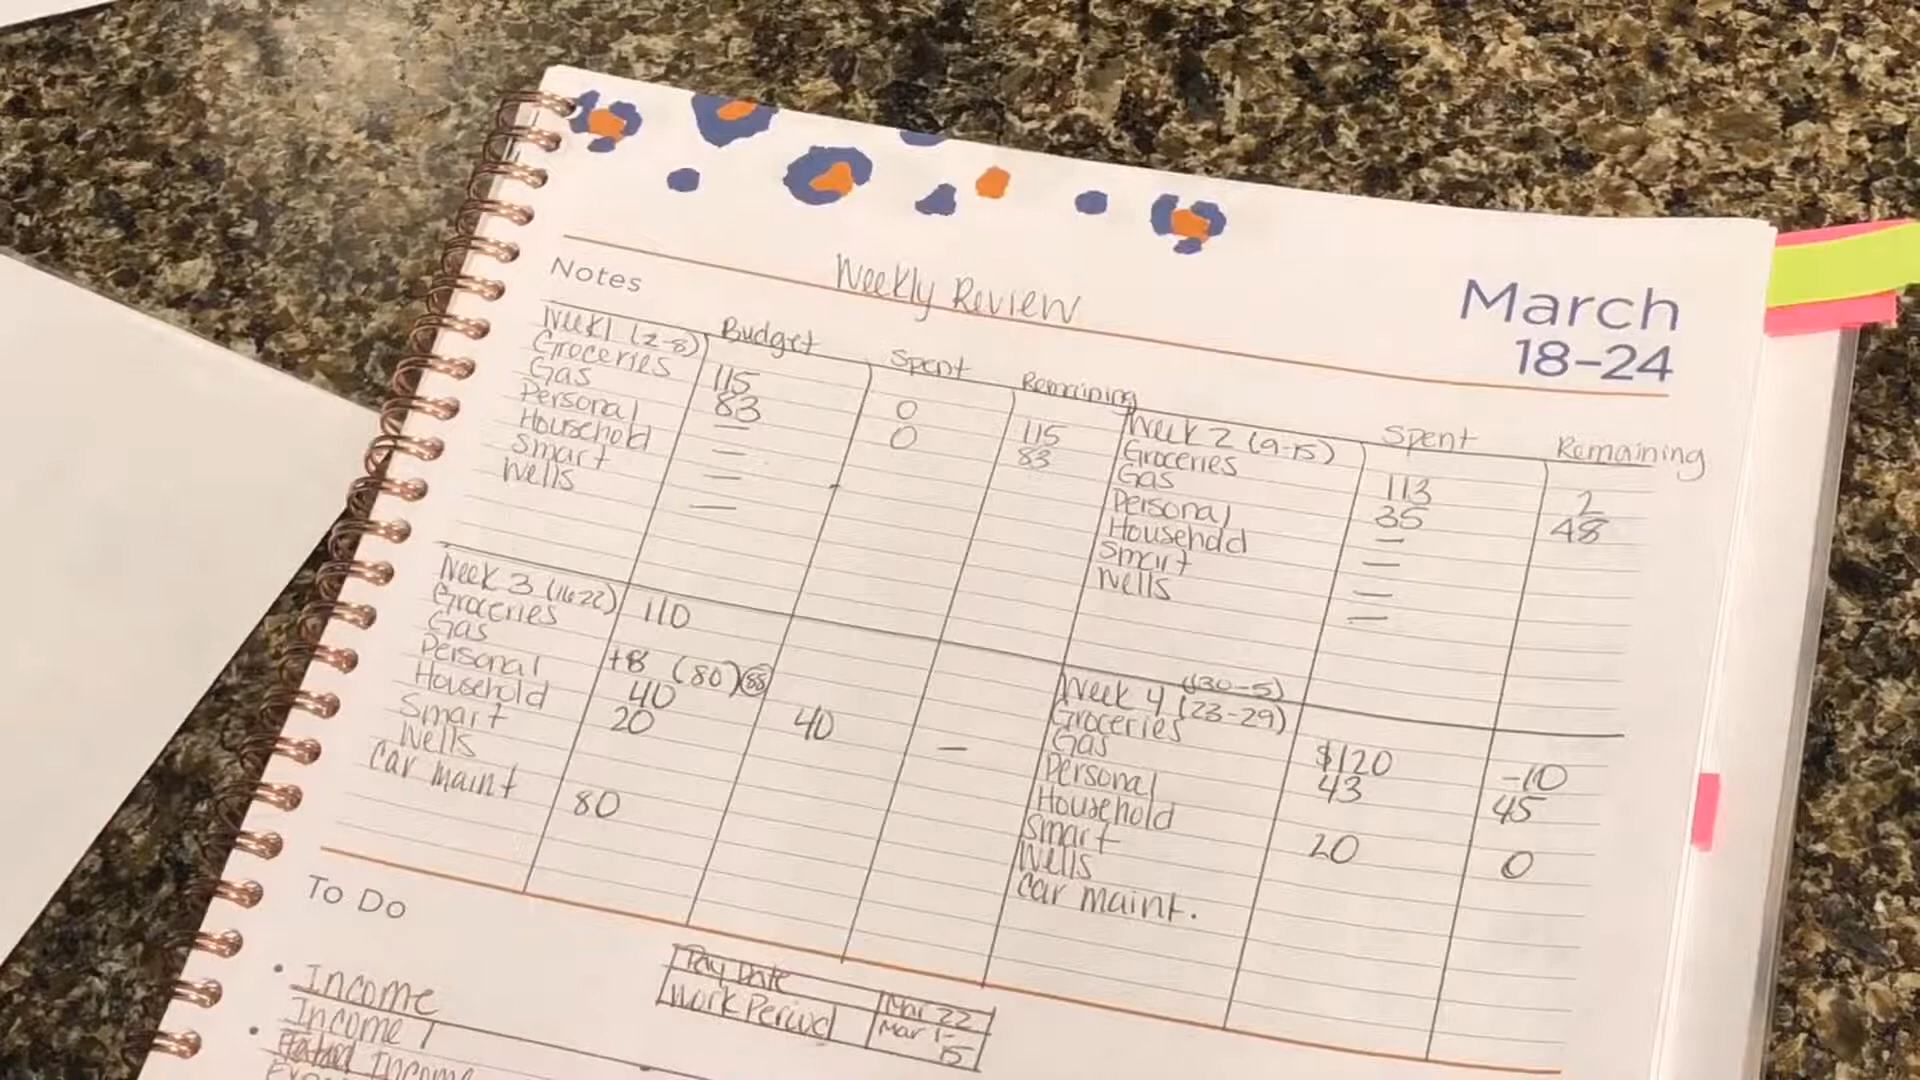 Weekly Review
Notes
March
18-24
Week 1 (2-8) Budget Spent Remaining
Groceries 115 0 115
Gas 83 0 83
Personal —
Household —
Smart —
Wells —
Week 2 (9-15) Spent Remaining
Groceries 113 2
Gas 35 48
Personal —
Household —
Smart —
Wells —
Week 3 (16-22)
Groceries 110
Gas +8 (80) (88)
Personal 40
Household 20 40 —
Smart
Wells
Car maint 80
(30-5)
Week 4 (23-29)
Groceries $120 -10
Gas 43 45
Personal
Household 20 0
Smart
Wells
Car maint.
To Do
Pay Date Mar 22
Work Period Mar 1-15
• Income
Income 1
• Income